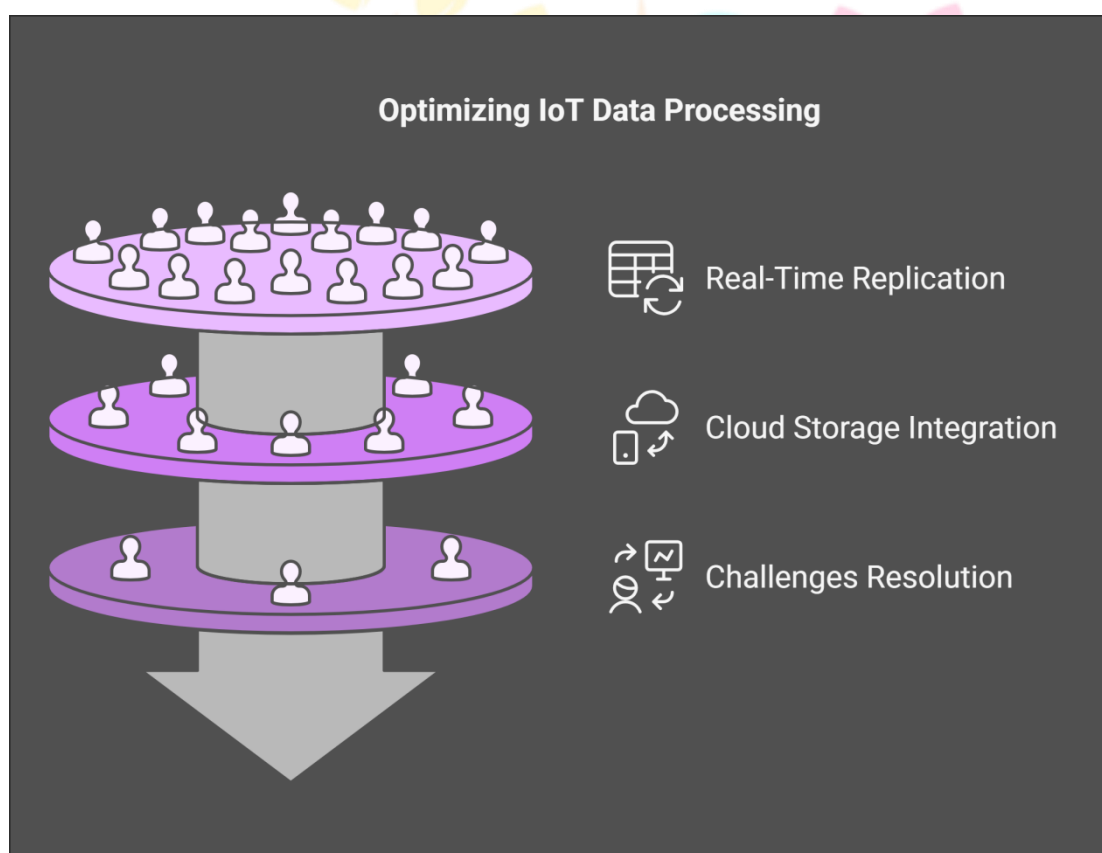 Optimizing IoT Data Processing
Real-Time Replication
Cloud Storage Integration
Challenges Resolution